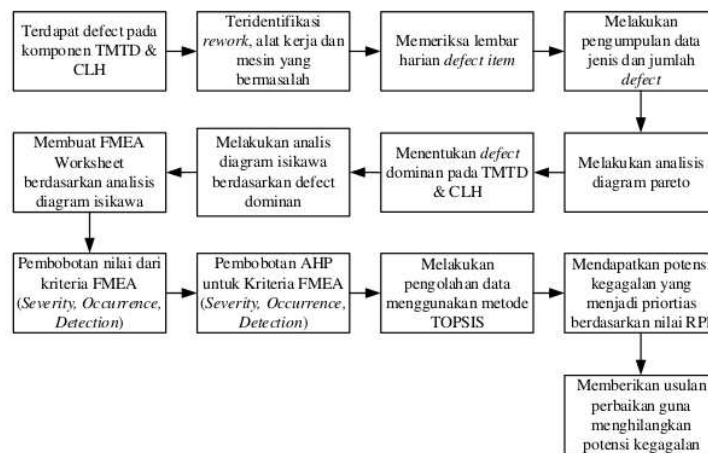 Terdapat defect pada
komponen TMTD &
CLH
Teridentifikasi
rework, alat kerja dan
mesin yang
bermasalah
Memeriksa lembar
harian defect item
Melakukan
pengumpulan data
jenis dan jumlah
defect
Melakukan analisis
diagram pareto
Menentukan defect
dominan pada TMTD
& CLH
Melakukan analis
diagram isikawa
berdasarkan defect
dominan
Membuat FMEA
Worksheet
berdasarkan analisis
diagram isikawa
Pembobotan nilai dari
kriteria FMEA
(Severity, Occurrence,
Detection)
Pembobotan AHP
untuk Kriteria FMEA
(Severity, Occurrence,
Detection)
Melakukan
pengolahan data
menggunakan metode
TOPSIS
Mendapatkan potensi
kegagalan yang
menjadi priortias
berdasarkan nilai
Memberikan usulan
perbaikan guna
menghilangkan
potensi kegagalan